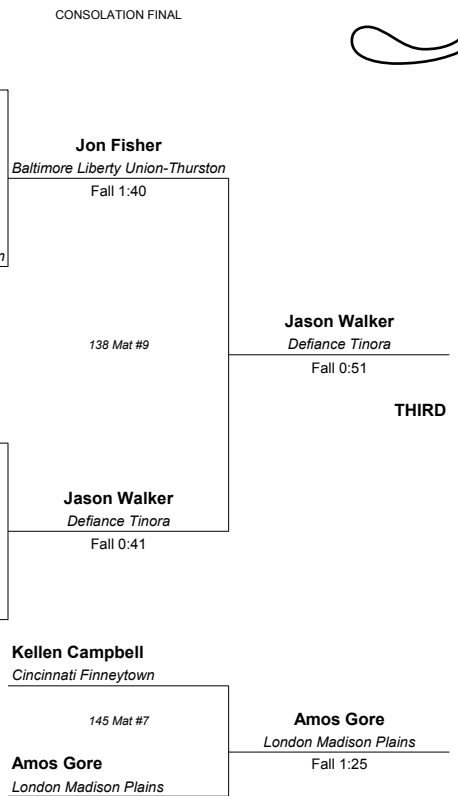 CONSOLATION FINAL
Jon Fisher
Baltimore Liberty Union-Thurston
Fall 1:40
138 Mat #9
Jason Walker
Defiance Tinora
Fall 0:51
THIRD
Jason Walker
Defiance Tinora
Fall 0:41
Kellen Campbell
Cincinnati Finneytown
145 Mat #7
Amos Gore
London Madison Plains
Fall 1:25
Amos Gore
London Madison Plains